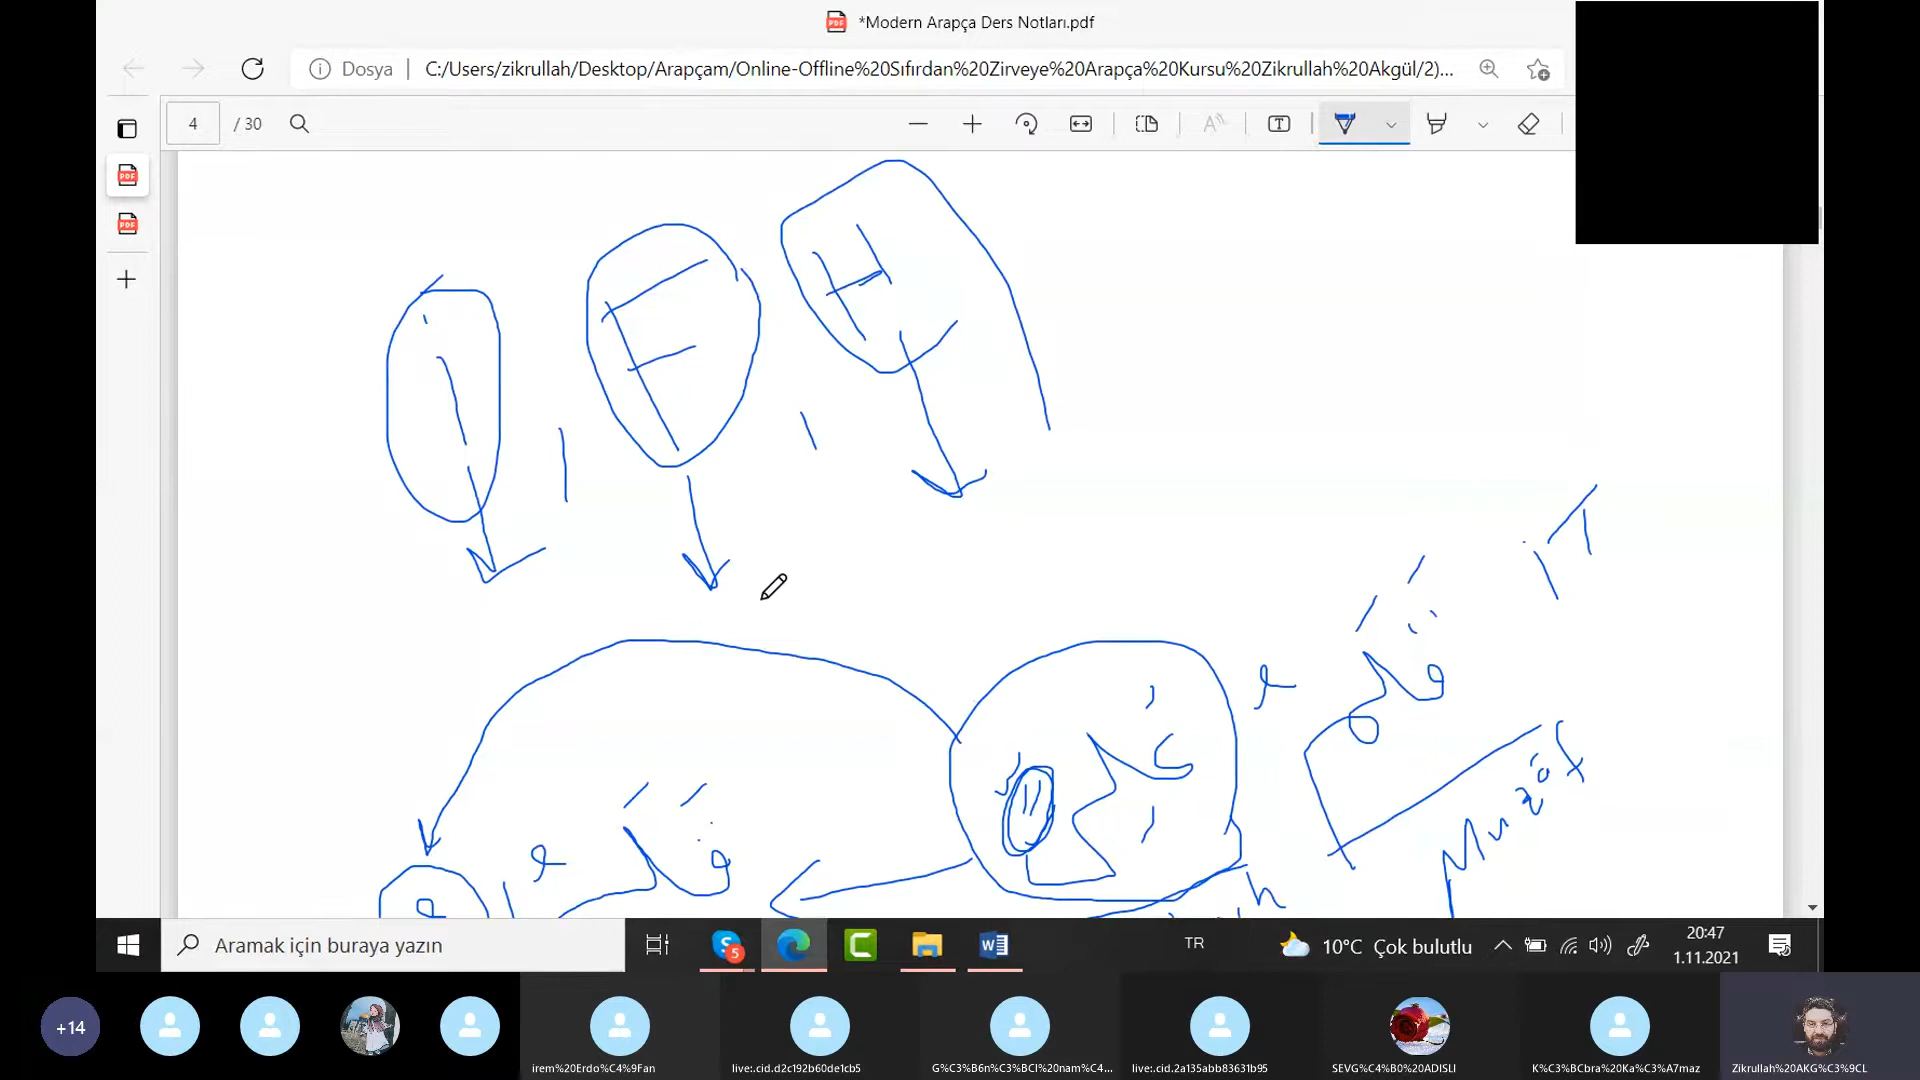 *Modern Arapça Ders Notları.pdf
Dosya | C:/Users/zikrullah/Desktop/Arapçam/Online-Offline%20Sıfırdan%20Zirveye%20Arapça%20Kursu%20Zikrullah%20Akgül/2)...
4 / 30
İ , F , H
İT
Muzâf
Aramak için buraya yazın
5
TR
10°C Çok bulutlu
20:47
1.11.2021
+14
irem%20Erdo%C4%9Fan
live:.cid.d2c192b60de1cb5
G%C3%B6n%C3%BCl%20nam%C4...
live:.cid.2a135abb83631b95
SEVG%C4%B0%20ADISLI
K%C3%BCbra%20Ka%C3%A7maz
Zikrullah%20AKG%C3%9CL